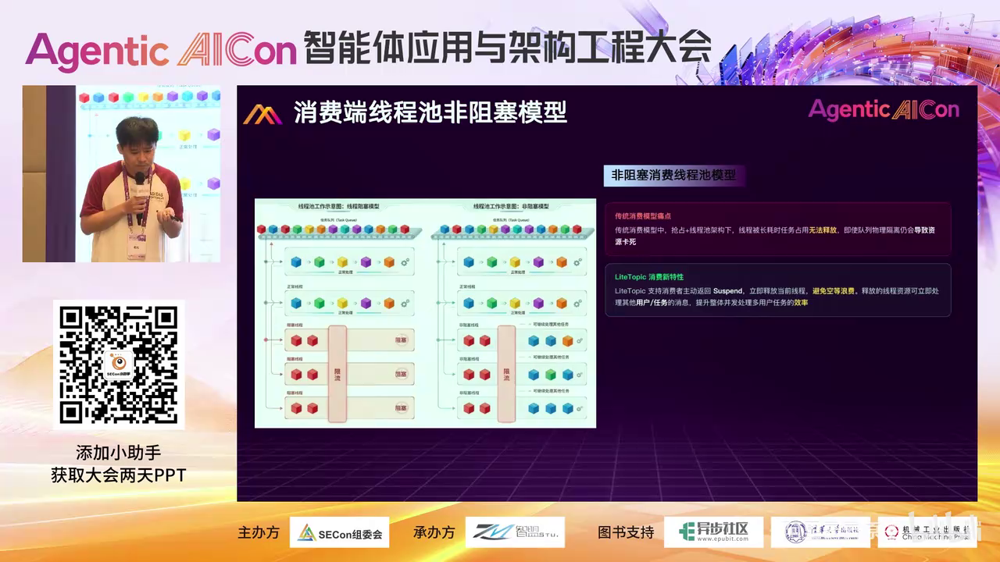 Agentic AICon 智能体应用与架构工程大会
消费端线程池非阻塞模型
Agentic AICon
非阻塞消费线程池模型
线程池工作示意图：线程阻塞模型
任务队列（Task Queue）
正常处理
正常线程
正常处理
阻塞线程
阻塞
阻塞线程
阻塞
阻塞线程
阻塞
限流
线程池工作示意图：非阻塞模型
任务队列（Task Queue）
正常处理
正常线程
正常处理
非阻塞线程
可继续处理其他任务
非阻塞线程
可继续处理其他任务
非阻塞线程
可继续处理其他任务
限流
传统消费模型痛点
传统消费模型中，抢占+线程池架构下，线程被长耗时任务占用无法释放，即使队列物理隔离仍会导致资
源卡死
LiteTopic 消费新特性
LiteTopic 支持消费者主动返回 Suspend，立即释放当前线程，避免空等浪费。释放的线程资源可立即处
理其他用户/任务的消息，提升整体并发处理多用户任务的效率
正常处理
SECon小助手
添加小助手
获取大会两天PPT
主办方
SECon组委会
承办方
智盟STU.
图书支持
异步社区
www.epubit.com
机械工业出版社
China Machine Press